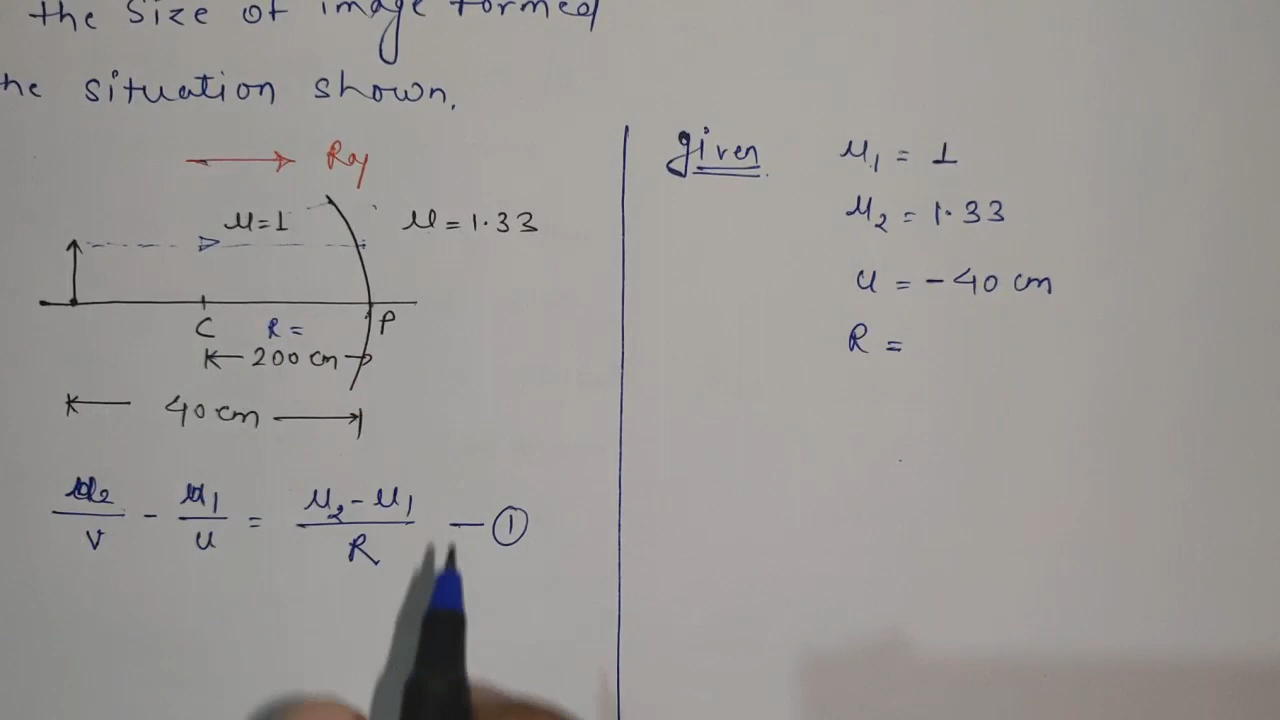 the size of image formed
he situation shown.
Ray
μ=1
μ=1.33
C
R =
P
200 cm
40 cm
μ2/v - μ1/u = (μ2 - μ1)/R - ①
given
μ1 = 1
μ2 = 1.33
u = -40 cm
R =